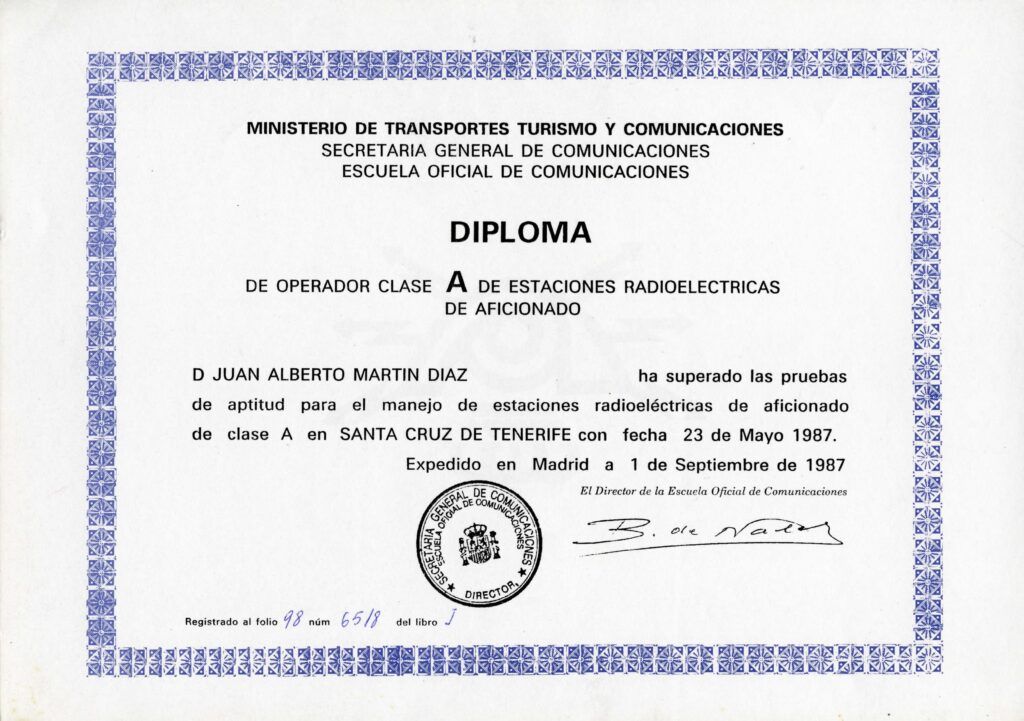 MINISTERIO DE TRANSPORTES TURISMO Y COMUNICACIONES
SECRETARIA GENERAL DE COMUNICACIONES
ESCUELA OFICIAL DE COMUNICACIONES
DIPLOMA
DE OPERADOR CLASE A DE ESTACIONES RADIOELECTRICAS
DE AFICIONADO
D JUAN ALBERTO MARTIN DIAZ ha superado las pruebas
de aptitud para el manejo de estaciones radioeléctricas de aficionado
de clase A en SANTA CRUZ DE TENERIFE con fecha 23 de Mayo 1987.
Expedido en Madrid a 1 de Septiembre de 1987
El Director de la Escuela Oficial de Comunicaciones
SECRETARIA GENERAL DE COMUNICACIONES
ESCUELA OFICIAL DE COMUNICACIONES
DIRECTOR,
B. de
Registrado al folio 98 núm 6518 del libro I